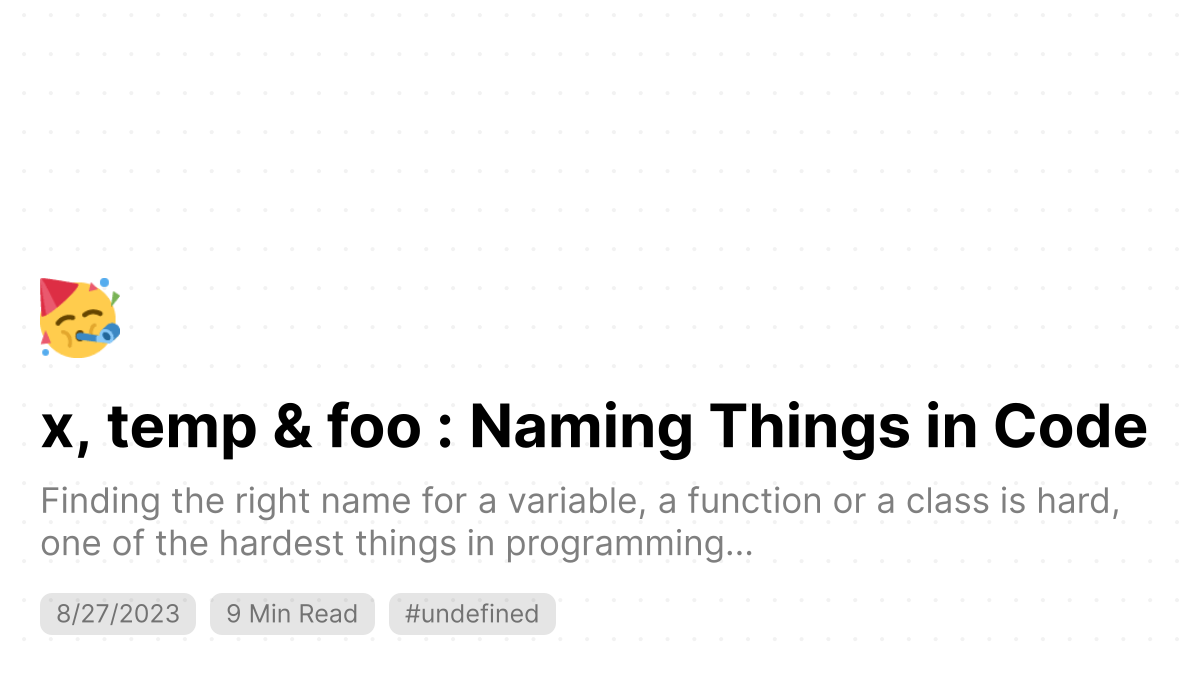 x, temp & foo : Naming Things in Code
Finding the right name for a variable, a function or a class is hard,
one of the hardest things in programming...
8/27/2023 9 Min Read #undefined